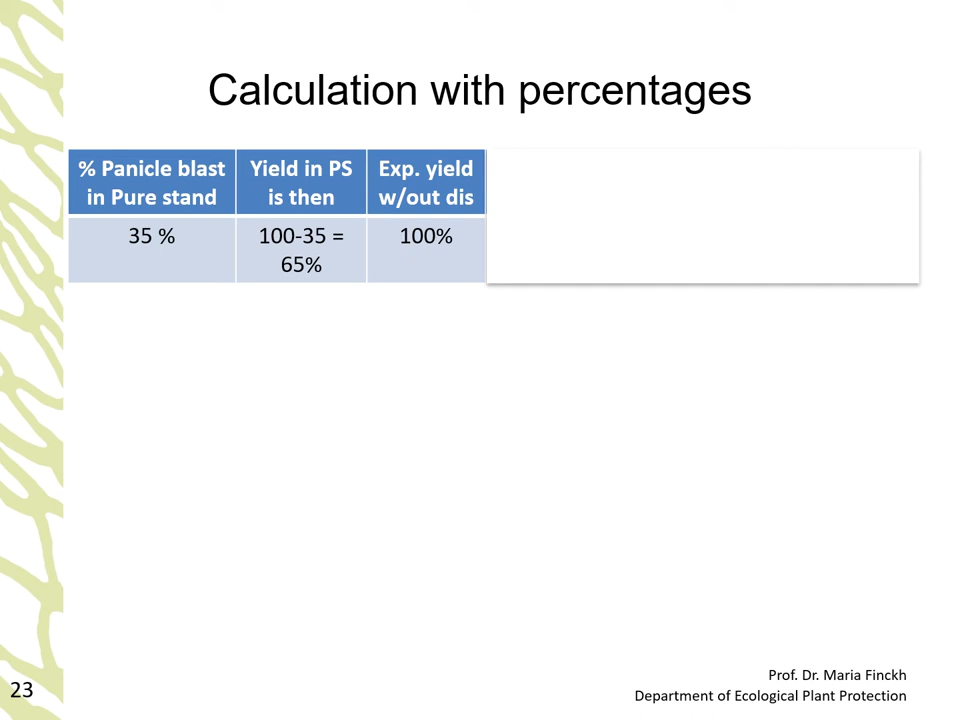 Calculation with percentages
% Panicle blast
in Pure stand
Yield in PS
is then
Exp. yield
w/out dis
35 %
100-35 =
65%
100%
Prof. Dr. Maria Finckh
Department of Ecological Plant Protection
23